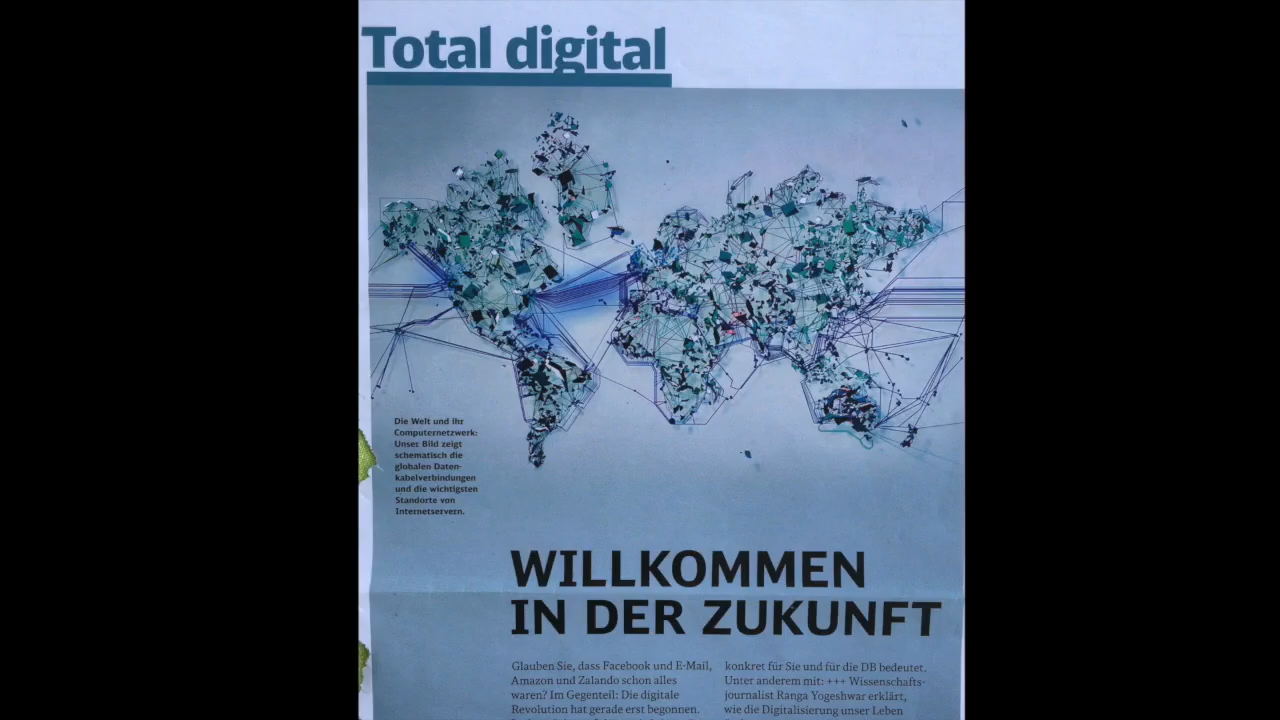 Total digital
Die Welt und ihr
Computernetzwerk:
Unser Bild zeigt
schematisch die
globalen Daten-
kabelverbindungen
und die wichtigsten
Standorte von
Internetservern.
WILLKOMMEN
IN DER ZUKUNFT
Glauben Sie, dass Facebook und E-Mail,
Amazon und Zalando schon alles
waren? Im Gegenteil: Die digitale
Revolution hat gerade erst begonnen.
konkret für Sie und für die DB bedeutet.
Unter anderem mit: +++ Wissenschafts-
journalist Ranga Yogeshwar erklärt,
wie die Digitalisierung unser Leben